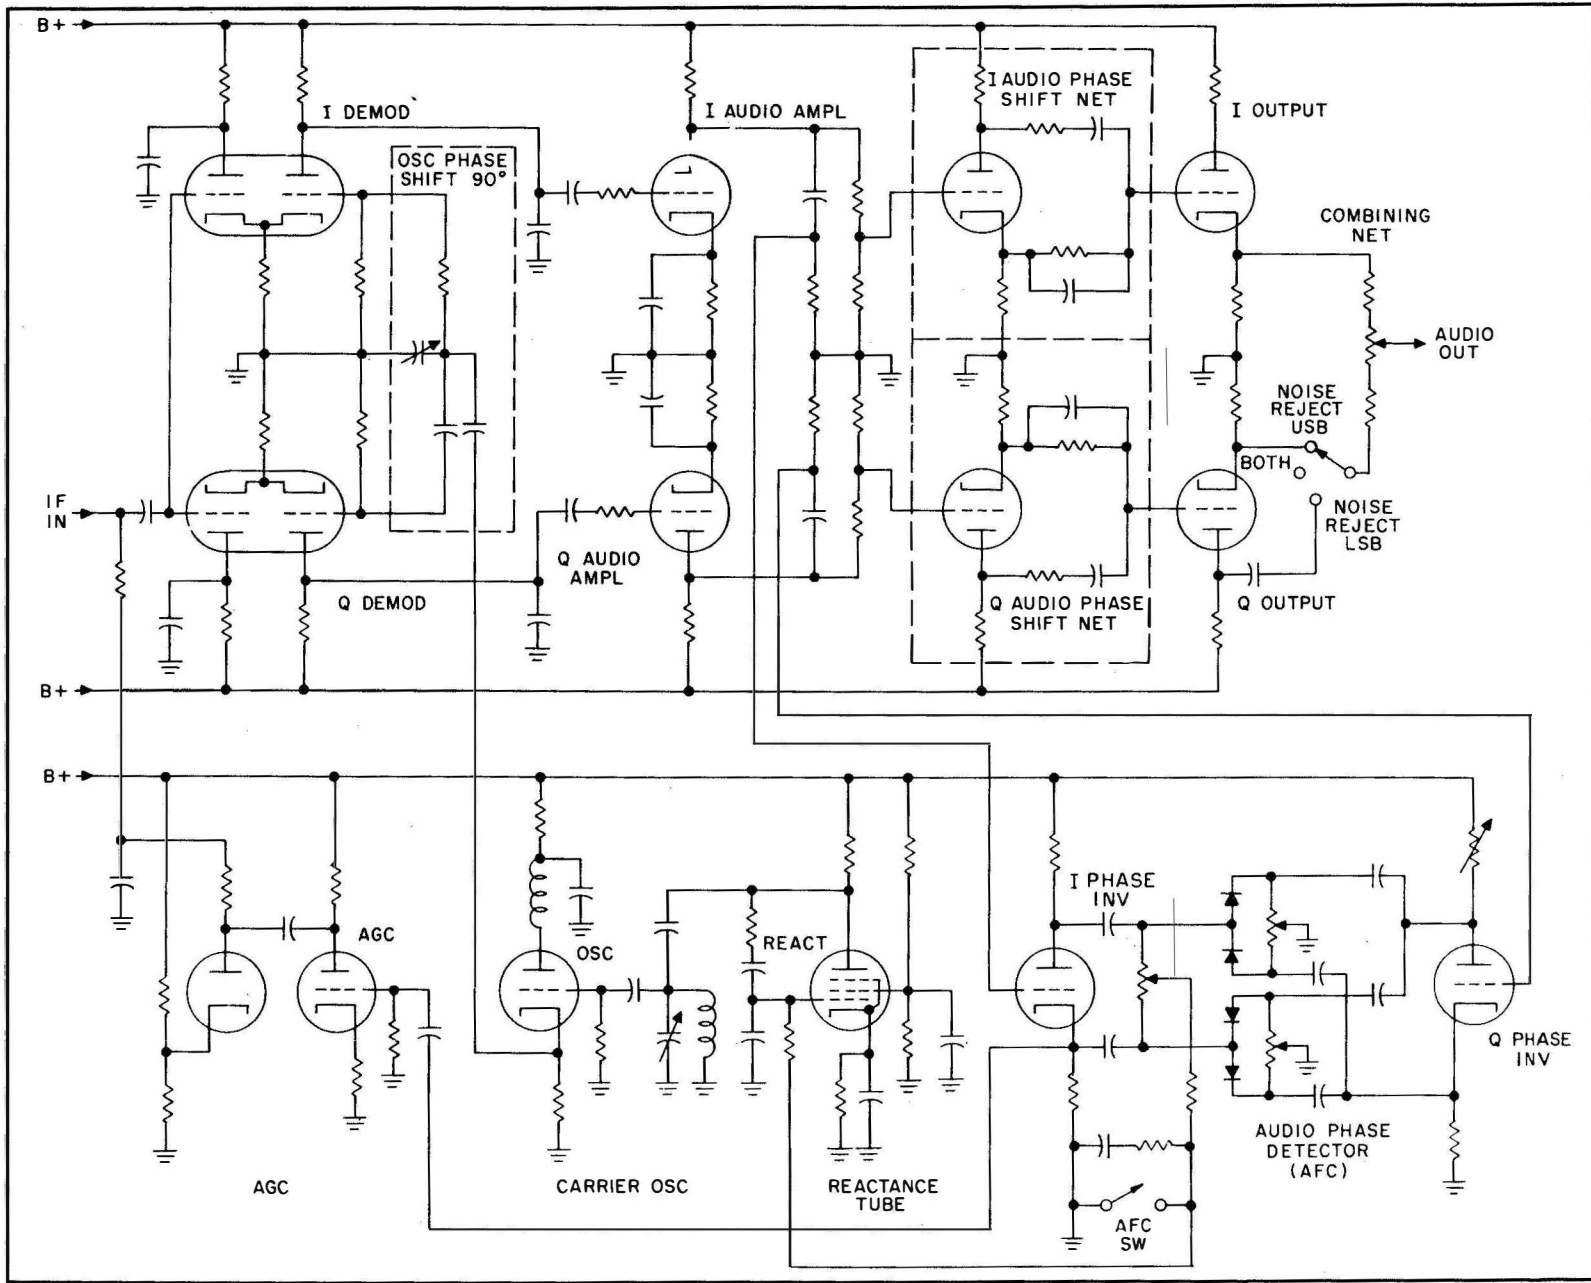 B+
I DEMOD
OSC PHASE
SHIFT 90°
I AUDIO AMPL
I AUDIO PHASE
SHIFT NET
I OUTPUT
COMBINING
NET
AUDIO
OUT
NOISE
REJECT
USB
BOTH
NOISE
REJECT
LSB
IF
IN
Q AUDIO
AMPL
Q DEMOD
Q AUDIO PHASE
SHIFT NET
Q OUTPUT
B+
B+
I PHASE
INV
AGC
OSC
REACT
Q PHASE
INV
AUDIO PHASE
DETECTOR
(AFC)
AGC
CARRIER OSC
REACTANCE
TUBE
AFC
SW